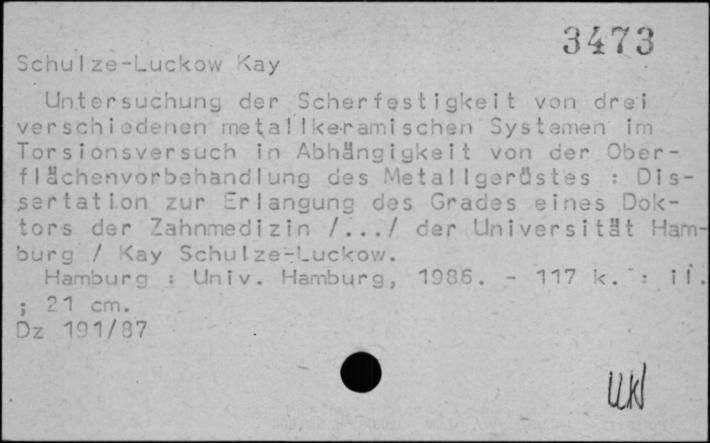 3473
Schulze-Luckow Kay
Untersuchung der Scherfestigkeit von drei
verschiedenen metallkeramischen Systemen im
Torsionsversuch in Abhängigkeit von der Ober-
flächenvorbehandlung des Metallgerüstes : Dis-
sertation zur Erlangung des Grades eines Dok-
tors der Zahnmedizin /.../ der Universität Ham-
burg / Kay Schulze-Luckow.
Hamburg : Univ. Hamburg, 1986. - 117 k. : il.
; 21 cm.
Dz 191/87